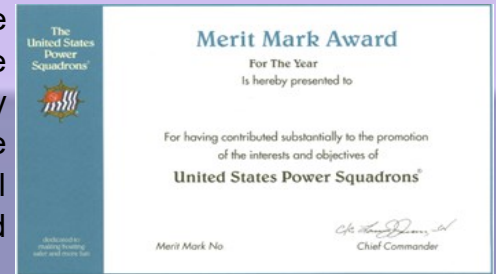 e
e
y
e
l
d
The
United States
Power
Squadrons®
dedicated to
making boating
safer and more fun
Merit Mark Award
For The Year
Is hereby presented to
For having contributed substantially to the promotion
of the interests and objectives of
United States Power Squadrons®
Merit Mark No
Chief Commander